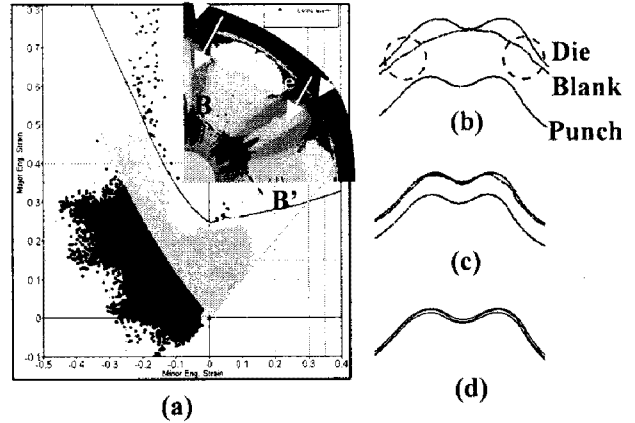 0.8
0.7
0.6
0.5
0.4
0.3
0.2
0.1
0
-0.1
Major Eng. Strain
-0.5 -0.4 -0.3 -0.2 -0.1 0 0.1 0.2 0.3 0.4
Minor Eng. Strain
B
e
B'
(a)
Die
Blank
Punch
(b)
(c)
(d)